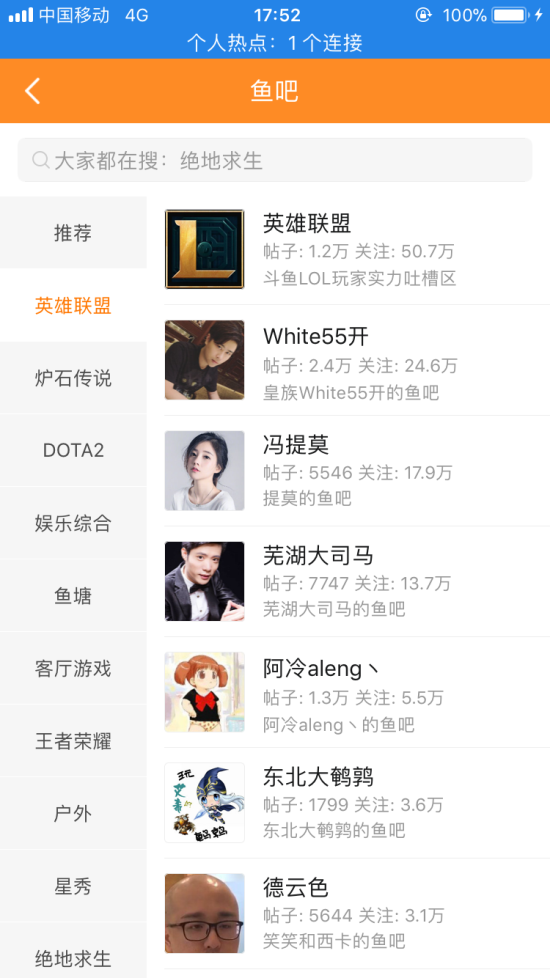 中国移动 4G 17:52 100%
个人热点：1 个连接
鱼吧
大家都在搜：绝地求生
推荐
英雄联盟
炉石传说
DOTA2
娱乐综合
鱼塘
客厅游戏
王者荣耀
户外
星秀
绝地求生
英雄联盟
帖子: 1.2万 关注: 50.7万
斗鱼LOL玩家实力吐槽区
White55开
帖子: 2.4万 关注: 24.6万
皇族White55开的鱼吧
冯提莫
帖子: 5546 关注: 17.9万
提莫的鱼吧
芜湖大司马
帖子: 7747 关注: 13.7万
芜湖大司马的鱼吧
阿冷aleng丶
帖子: 1.3万 关注: 5.5万
阿冷aleng丶的鱼吧
东北大鹌鹑
帖子: 1799 关注: 3.6万
东北大鹌鹑的鱼吧
德云色
帖子: 5644 关注: 3.1万
笑笑和西卡的鱼吧